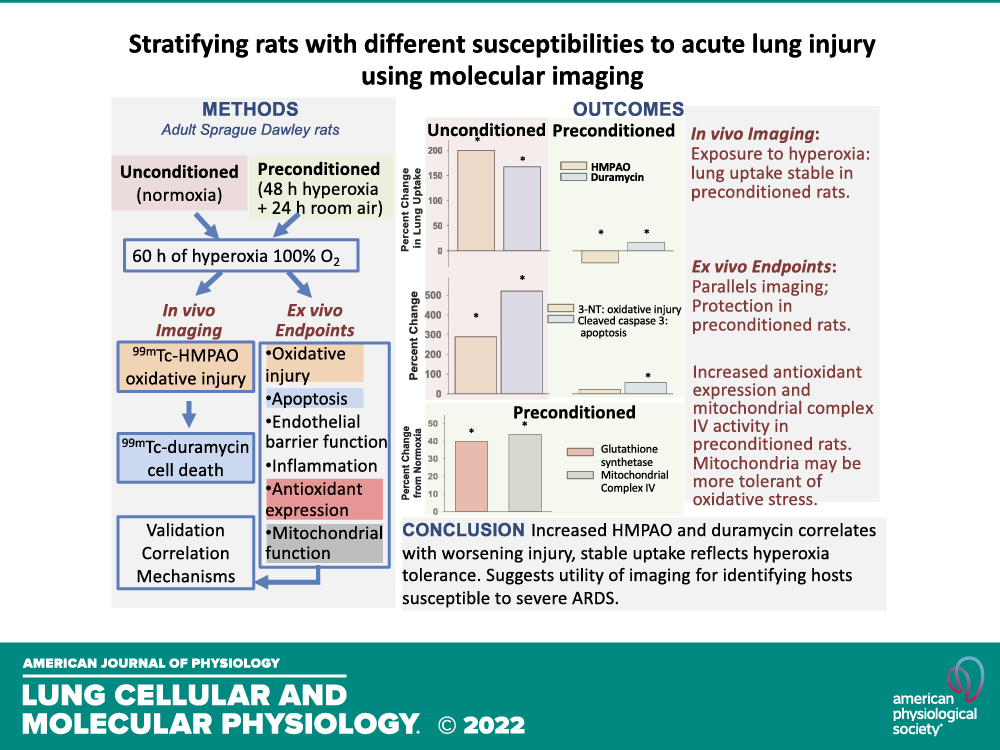 Stratifying rats with different susceptibilities to acute lung injury
using molecular imaging
METHODS
Adult Sprague Dawley rats
Unconditioned
(normoxia)
Preconditioned
(48 h hyperoxia
+ 24 h room air)
60 h of hyperoxia 100% O₂
In vivo
Imaging
Ex vivo
Endpoints
⁹⁹ᵐTc-HMPAO
oxidative injury
⁹⁹ᵐTc-duramycin
cell death
Validation
Correlation
Mechanisms
•Oxidative
injury
•Apoptosis
•Endothelial
barrier function
•Inflammation
•Antioxidant
expression
•Mitochondrial
function
OUTCOMES
Unconditioned
Preconditioned
Percent Change
in Lung Uptake
200
150
100
50
0
*
*
*
*
HMPAO
Duramycin
Percent Change
500
400
300
200
100
0
*
*
*
3-NT: oxidative injury
Cleaved caspase 3:
apoptosis
Preconditioned
Percent Change
from Normoxia
50
40
30
20
10
0
*
*
Glutathione
synthetase
Mitochondrial
Complex IV
In vivo Imaging:
Exposure to hyperoxia:
lung uptake stable in
preconditioned rats.
Ex vivo Endpoints:
Parallels imaging;
Protection in
preconditioned rats.
Increased antioxidant
expression and
mitochondrial complex
IV activity in
preconditioned rats.
Mitochondria may be
more tolerant of
oxidative stress.
CONCLUSION Increased HMPAO and duramycin correlates
with worsening injury, stable uptake reflects hyperoxia
tolerance. Suggests utility of imaging for identifying hosts
susceptible to severe ARDS.
AMERICAN JOURNAL OF PHYSIOLOGY
LUNG CELLULAR AND
MOLECULAR PHYSIOLOGY. © 2022
american
physiological
society•